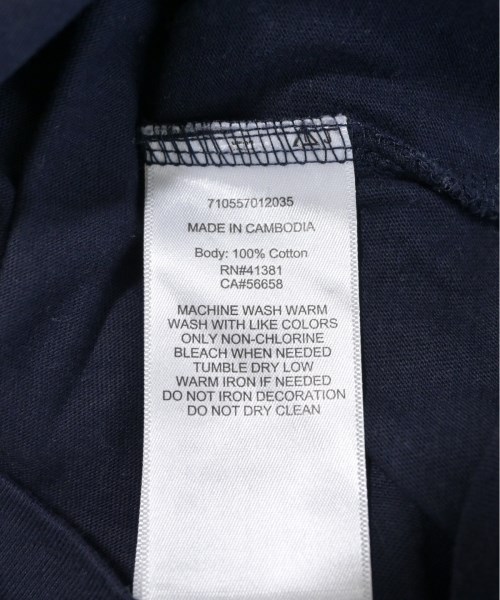 710557012035
MADE IN CAMBODIA
Body: 100% Cotton
RN#41381
CA#56658
MACHINE WASH WARM
WASH WITH LIKE COLORS
ONLY NON-CHLORINE
BLEACH WHEN NEEDED
TUMBLE DRY LOW
WARM IRON IF NEEDED
DO NOT IRON DECORATION
DO NOT DRY CLEAN